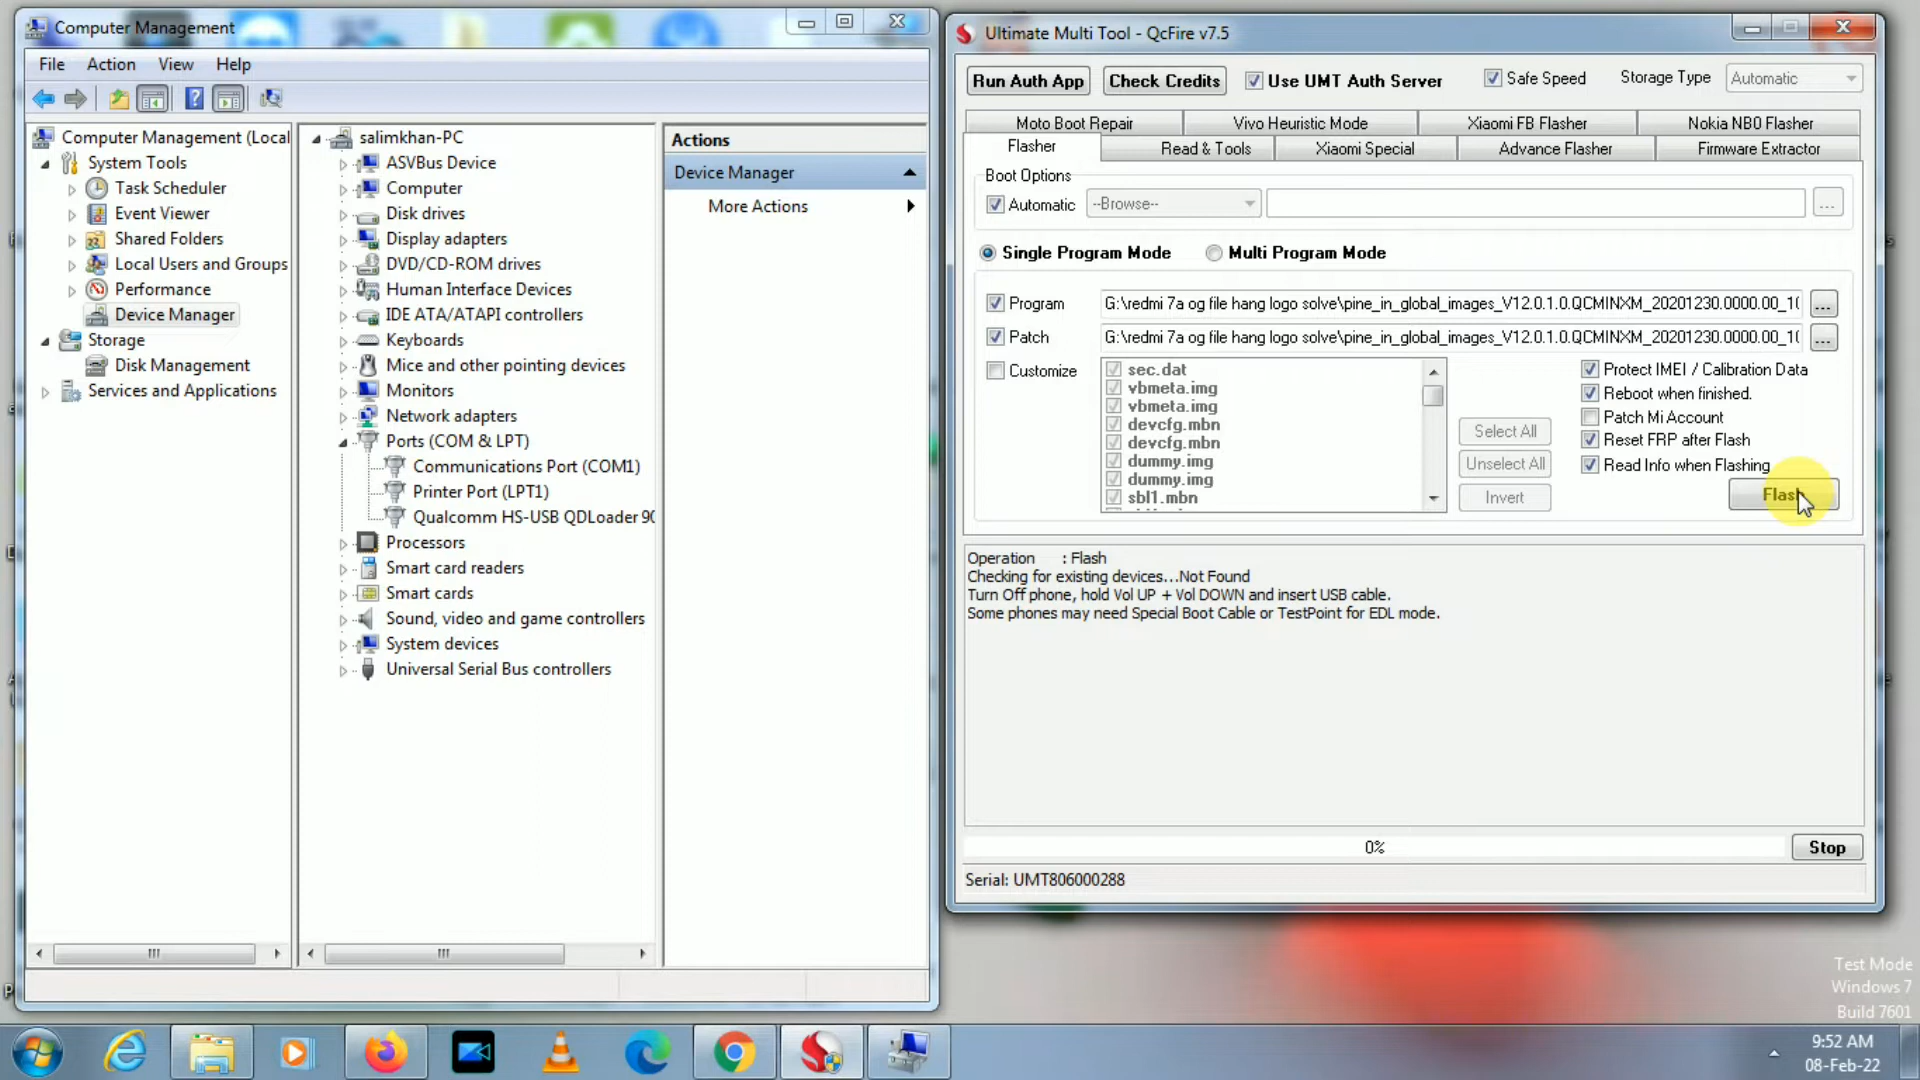 Computer Management
File Action View Help
Computer Management (Local
System Tools
Task Scheduler
Event Viewer
Shared Folders
Local Users and Groups
Performance
Device Manager
Storage
Disk Management
Services and Applications
salimkhan-PC
ASVBus Device
Computer
Disk drives
Display adapters
DVD/CD-ROM drives
Human Interface Devices
IDE ATA/ATAPI controllers
Keyboards
Mice and other pointing devices
Monitors
Network adapters
Ports (COM & LPT)
Communications Port (COM1)
Printer Port (LPT1)
Qualcomm HS-USB QDLoader 90
Processors
Smart card readers
Smart cards
Sound, video and game controllers
System devices
Universal Serial Bus controllers
Actions
Device Manager
More Actions
Ultimate Multi Tool - QcFire v7.5
Run Auth App Check Credits Use UMT Auth Server Safe Speed Storage Type Automatic
Moto Boot Repair Vivo Heuristic Mode Xiaomi FB Flasher Nokia NB0 Flasher
Flasher Read & Tools Xiaomi Special Advance Flasher Firmware Extractor
Boot Options
Automatic --Browse-- ...
Single Program Mode Multi Program Mode
Program G:\redmi 7a og file hang logo solve\pine_in_global_images_V12.0.1.0.QCMINXM_20201230.0000.00_1( ...
Patch G:\redmi 7a og file hang logo solve\pine_in_global_images_V12.0.1.0.QCMINXM_20201230.0000.00_1( ...
Customize
sec.dat
vbmeta.img
vbmeta.img
devcfg.mbn
devcfg.mbn
dummy.img
dummy.img
sbl1.mbn
Select All
Unselect All
Invert
Protect IMEI / Calibration Data
Reboot when finished.
Patch Mi Account
Reset FRP after Flash
Read Info when Flashing
Flash
Operation : Flash
Checking for existing devices...Not Found
Turn Off phone, hold Vol UP + Vol DOWN and insert USB cable.
Some phones may need Special Boot Cable or TestPoint for EDL mode.
0%
Stop
Serial: UMT806000288
Test Mode
Windows 7
Build 7601
9:52 AM
08-Feb-22